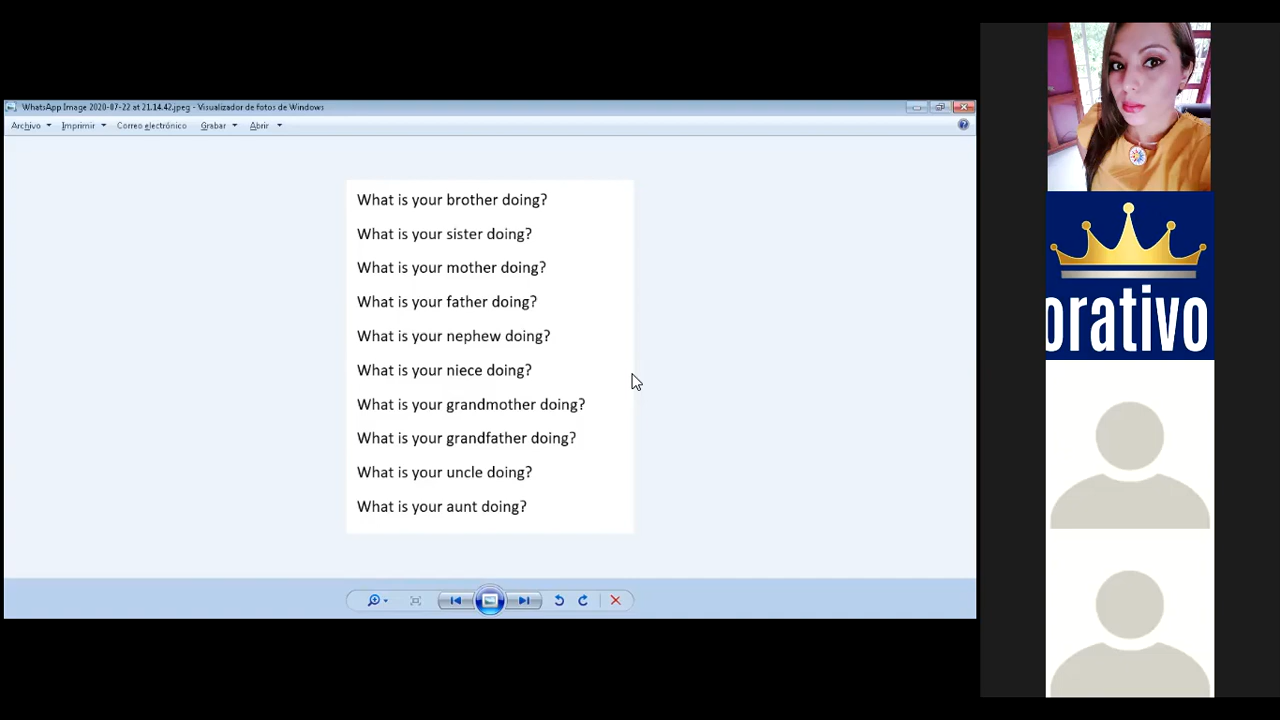 WhatsApp Image 2020-07-22 at 21.14.42.jpeg - Visualizador de fotos de Windows
Archivo Imprimir Correo electrónico Grabar Abrir
What is your brother doing?
What is your sister doing?
What is your mother doing?
What is your father doing?
What is your nephew doing?
What is your niece doing?
What is your grandmother doing?
What is your grandfather doing?
What is your uncle doing?
What is your aunt doing?
orativo